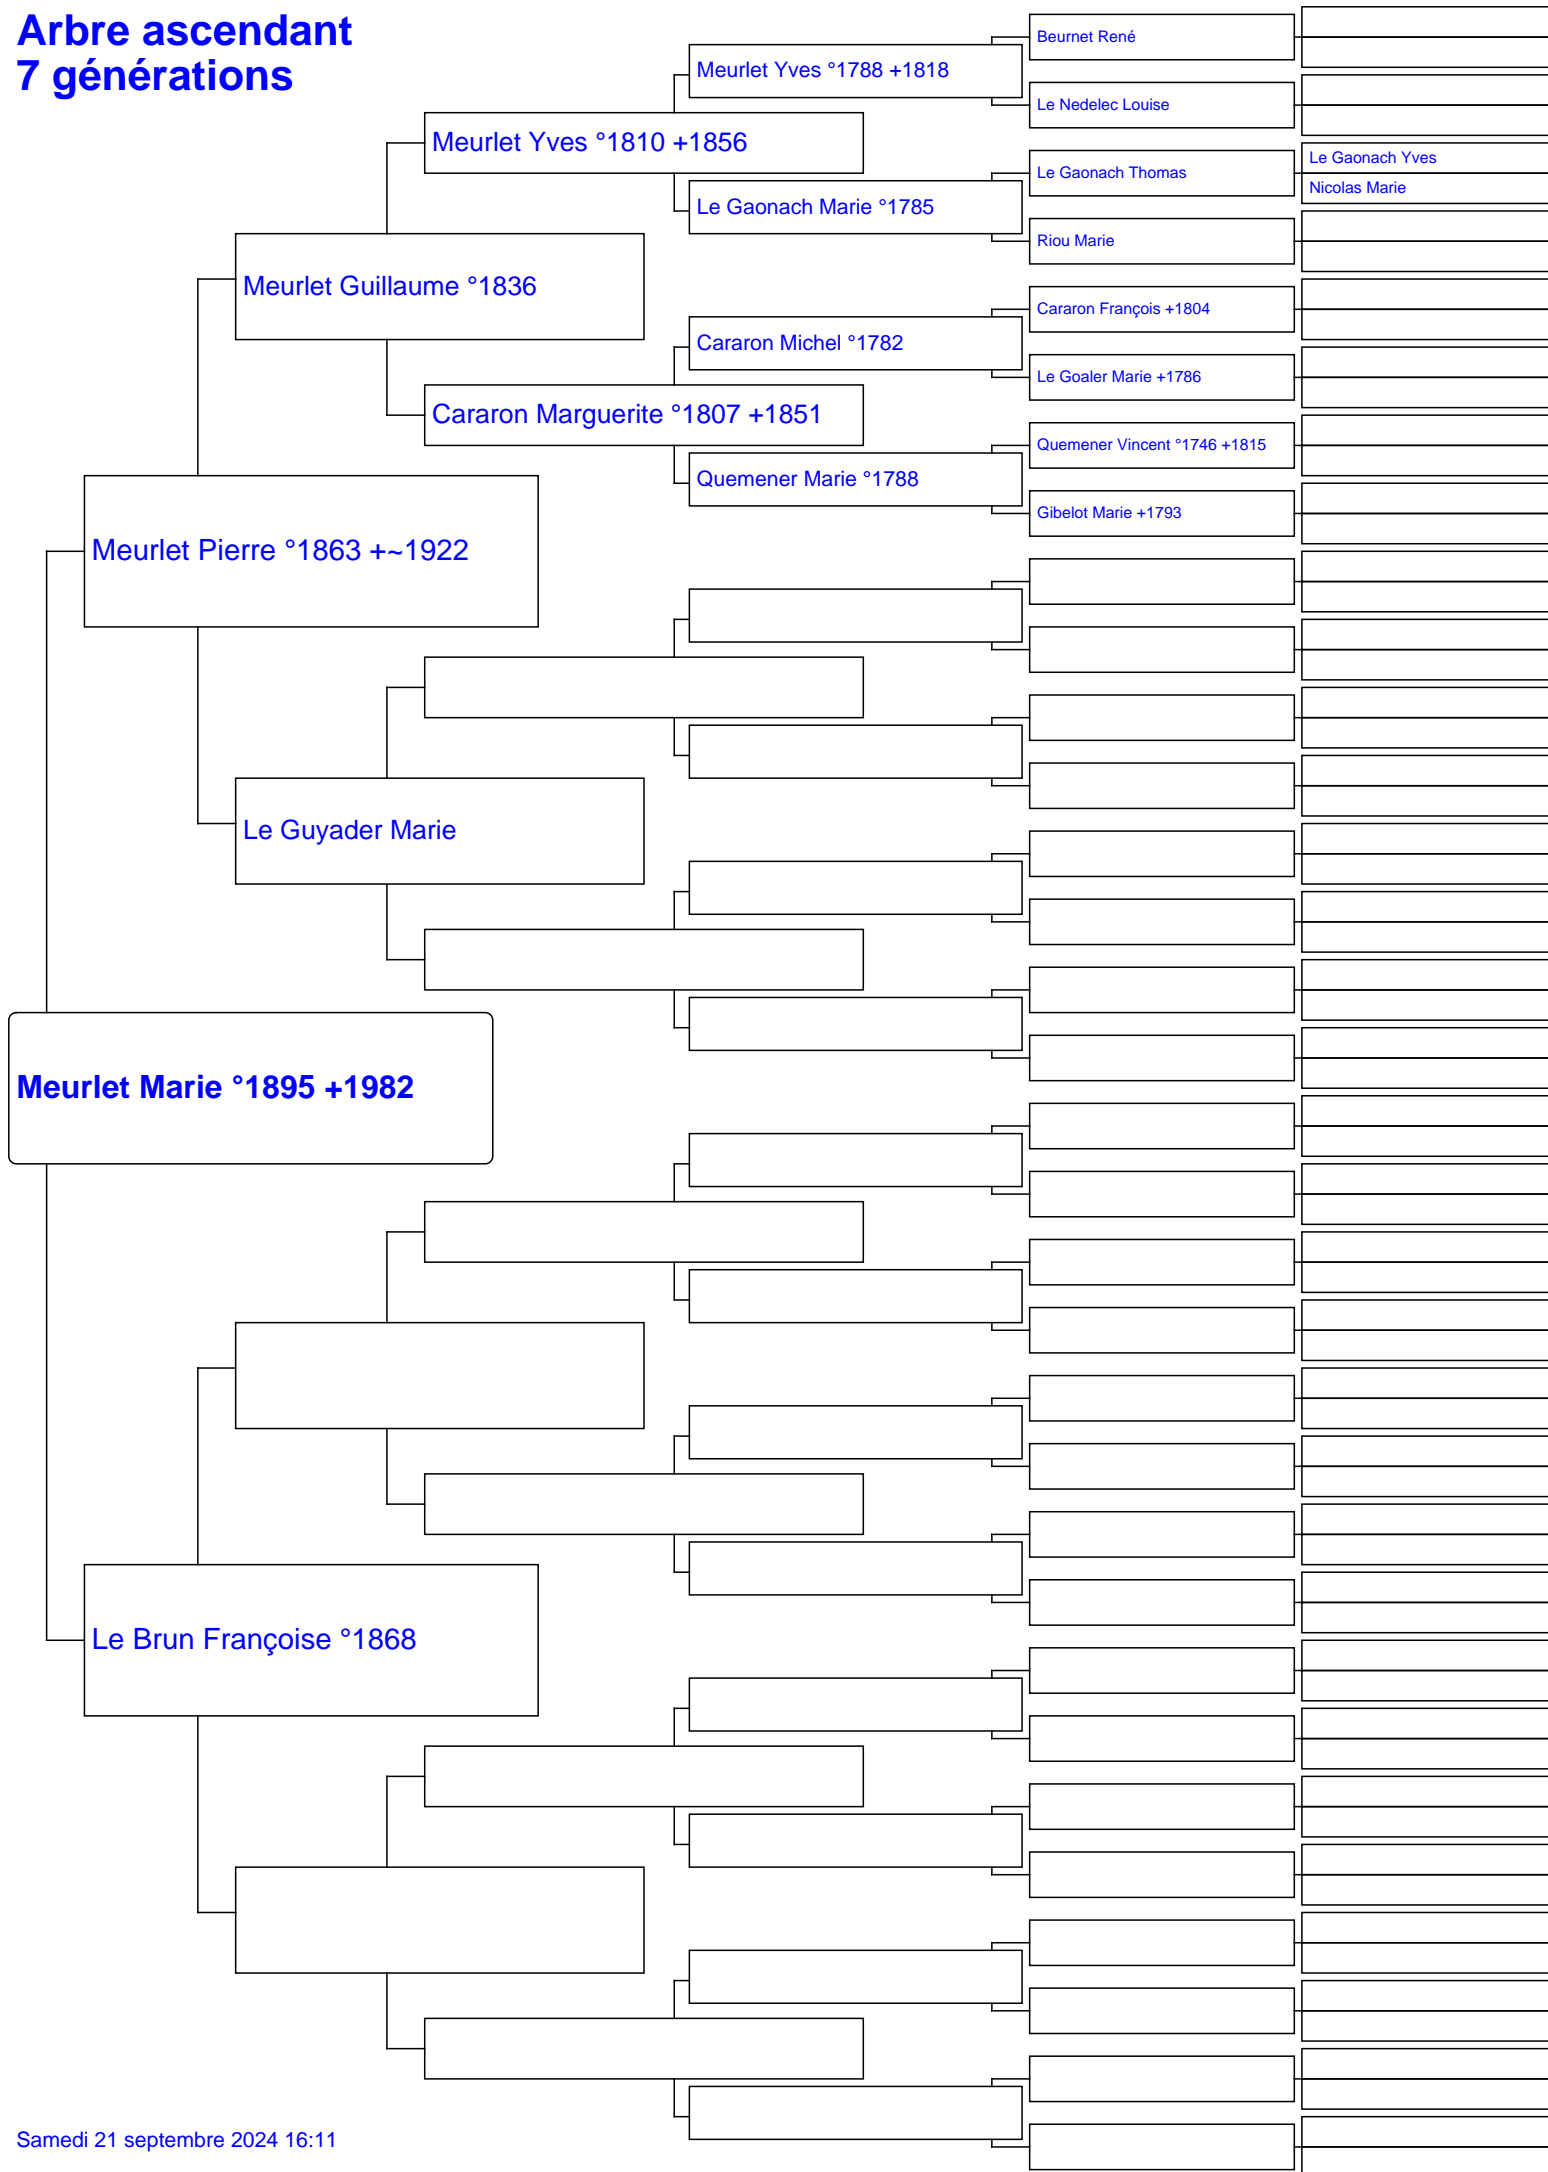 Arbre ascendant
7 générations
Beurnet René
Meurlet Yves °1788 +1818
Le Nedelec Louise
Meurlet Yves °1810 +1856
Le Gaonach Yves
Le Gaonach Thomas
Nicolas Marie
Le Gaonach Marie °1785
Riou Marie
Meurlet Guillaume °1836
Cararon François +1804
Cararon Michel °1782
Le Goaler Marie +1786
Cararon Marguerite °1807 +1851
Quemener Vincent °1746 +1815
Quemener Marie °1788
Gibelot Marie +1793
Meurlet Pierre °1863 +~1922
Le Guyader Marie
Meurlet Marie °1895 +1982
Le Brun Françoise °1868
Samedi 21 septembre 2024 16:11